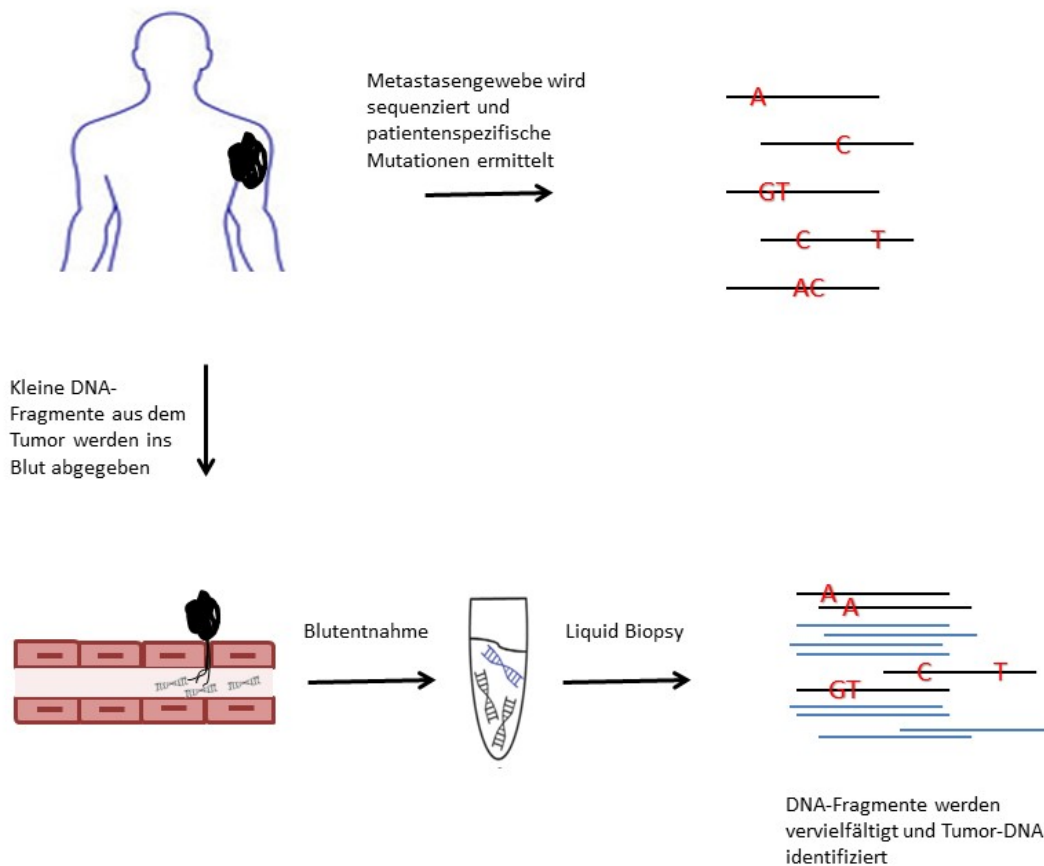 Metastasengewebe wird
sequenziert und
patientenspezifische
Mutationen ermittelt
A
C
GT
C T
AC
Kleine DNA-
Fragmente aus dem
Tumor werden ins
Blut abgegeben
Blutentnahme
Liquid Biopsy
A
A
C T
GT
DNA-Fragmente werden
vervielfältigt und Tumor-DNA
identifiziert